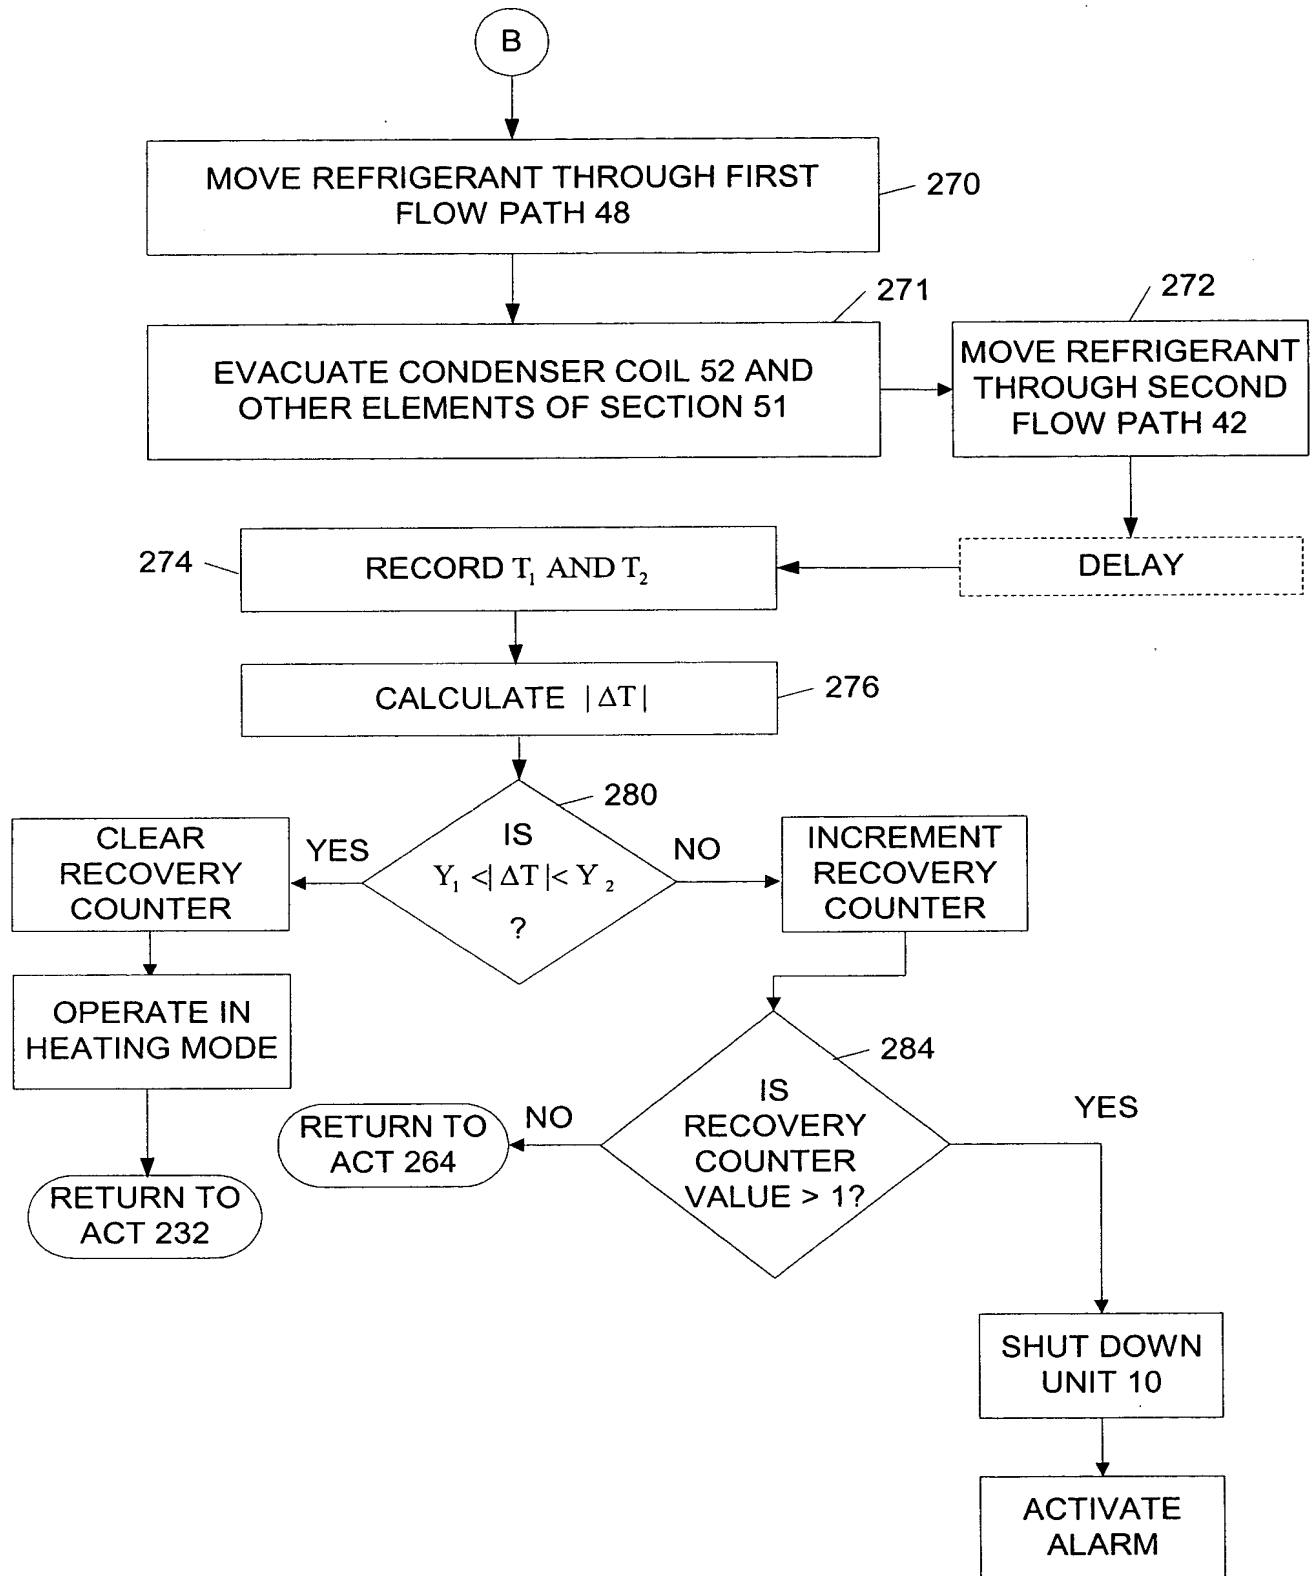 B
MOVE REFRIGERANT THROUGH FIRST
FLOW PATH 48
270
271
EVACUATE CONDENSER COIL 52 AND
OTHER ELEMENTS OF SECTION 51
272
MOVE REFRIGERANT
THROUGH SECOND
FLOW PATH 42
DELAY
274
RECORD T₁ AND T₂
CALCULATE |ΔT|
276
280
IS
Y₁ <|ΔT|< Y₂
?
YES
CLEAR
RECOVERY
COUNTER
OPERATE IN
HEATING MODE
RETURN TO
ACT 232
NO
INCREMENT
RECOVERY
COUNTER
284
IS
RECOVERY
COUNTER
VALUE > 1?
NO
RETURN TO
ACT 264
YES
SHUT DOWN
UNIT 10
ACTIVATE
ALARM